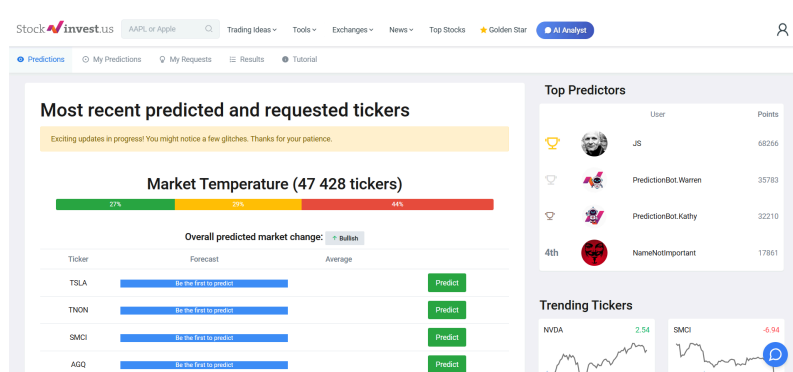 Stock invest.us AAPL or Apple Trading Ideas Tools Exchanges News Top Stocks Golden Star AI Analyst
Predictions My Predictions My Requests Results Tutorial
Most recent predicted and requested tickers
Exciting updates in progress! You might notice a few glitches. Thanks for your patience.
Market Temperature (47 428 tickers)
27% 29% 44%
Overall predicted market change: Bullish
Ticker Forecast Average
TSLA Be the first to predict Predict
TNON Be the first to predict Predict
SMCI Be the first to predict Predict
AGQ Be the first to predict Predict
Top Predictors
User Points
JS 68266
PredictionBot.Warren 35783
PredictionBot.Kathy 32210
4th NameNotImportant 17861
Trending Tickers
NVDA 2.54 SMCI -6.94